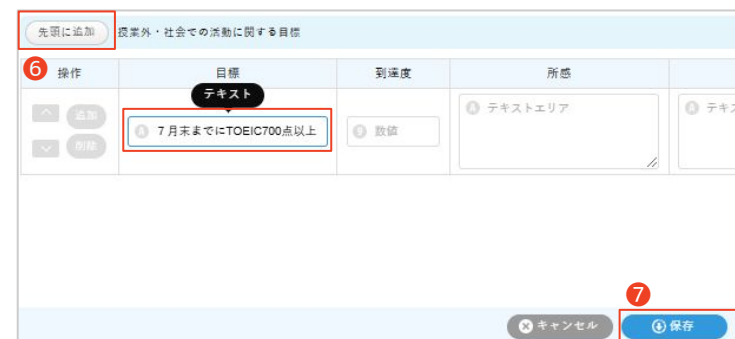 先頭に追加 授業外・社会での活動に関する目標
6 操作 目標 到達度 所感
テキスト
追加 7月末までにTOEIC700点以上 9 数値 A テキストエリア A テキス
削除
7
キャンセル 保存